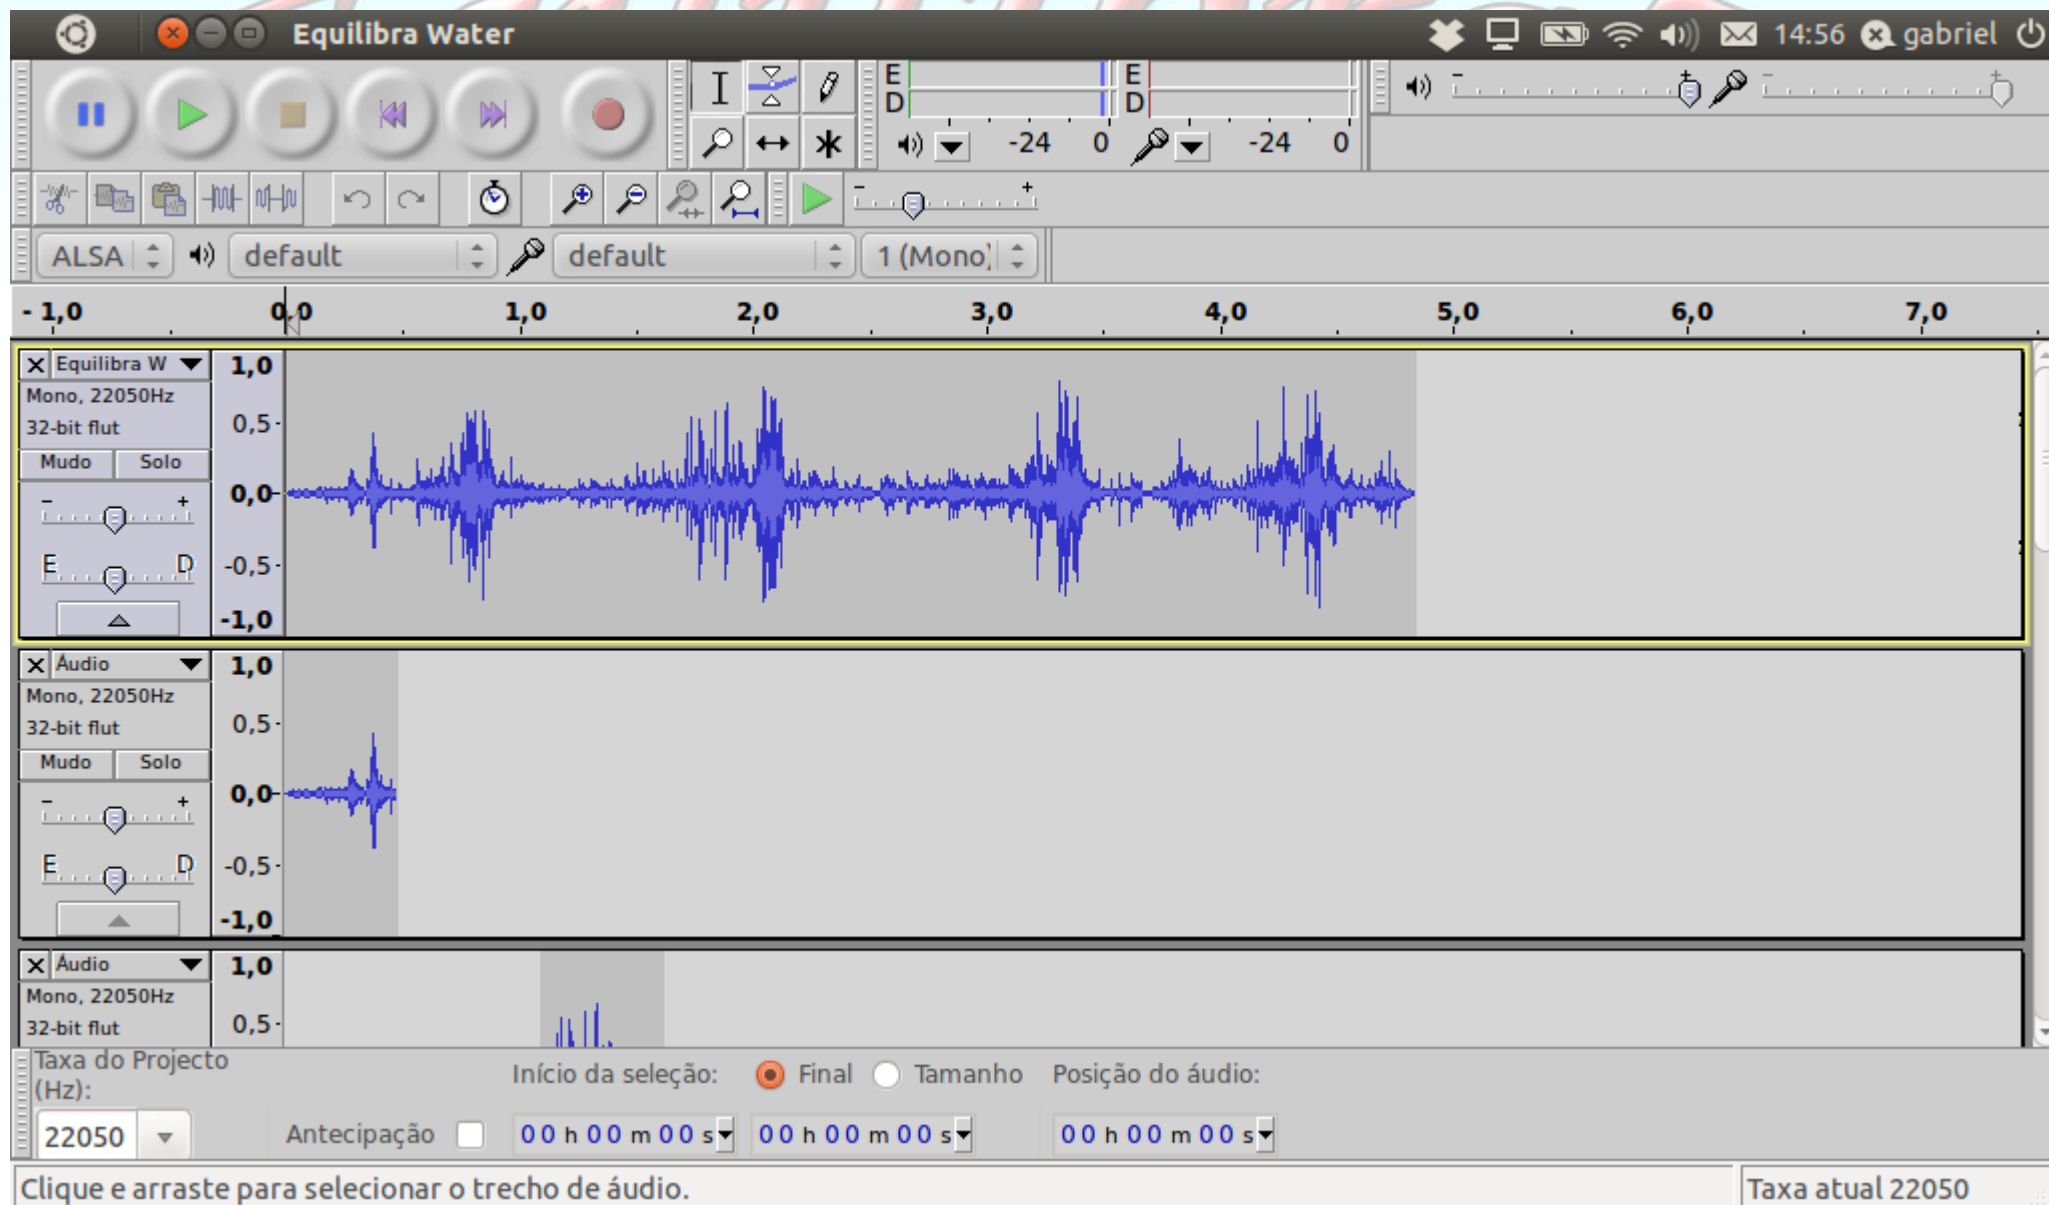 Equilibra Water
14:56 gabriel
E
D
-24 0
E
D
-24 0
- +
- +
- +
ALSA default default 1 (Mono)
- 1,0 0,0 1,0 2,0 3,0 4,0 5,0 6,0 7,0
X Equilibra W
Mono, 22050Hz
32-bit flut
Mudo Solo
- +
E D
1,0
0,5
0,0
-0,5
-1,0
X Áudio
Mono, 22050Hz
32-bit flut
Mudo Solo
- +
E D
1,0
0,5
0,0
-0,5
-1,0
X Áudio
Mono, 22050Hz
32-bit flut
1,0
0,5
Taxa do Projecto
(Hz):
22050
Antecipação
Início da seleção: Final Tamanho Posição do áudio:
00 h 00 m 00 s 00 h 00 m 00 s 00 h 00 m 00 s
Clique e arraste para selecionar o trecho de áudio.
Taxa atual 22050